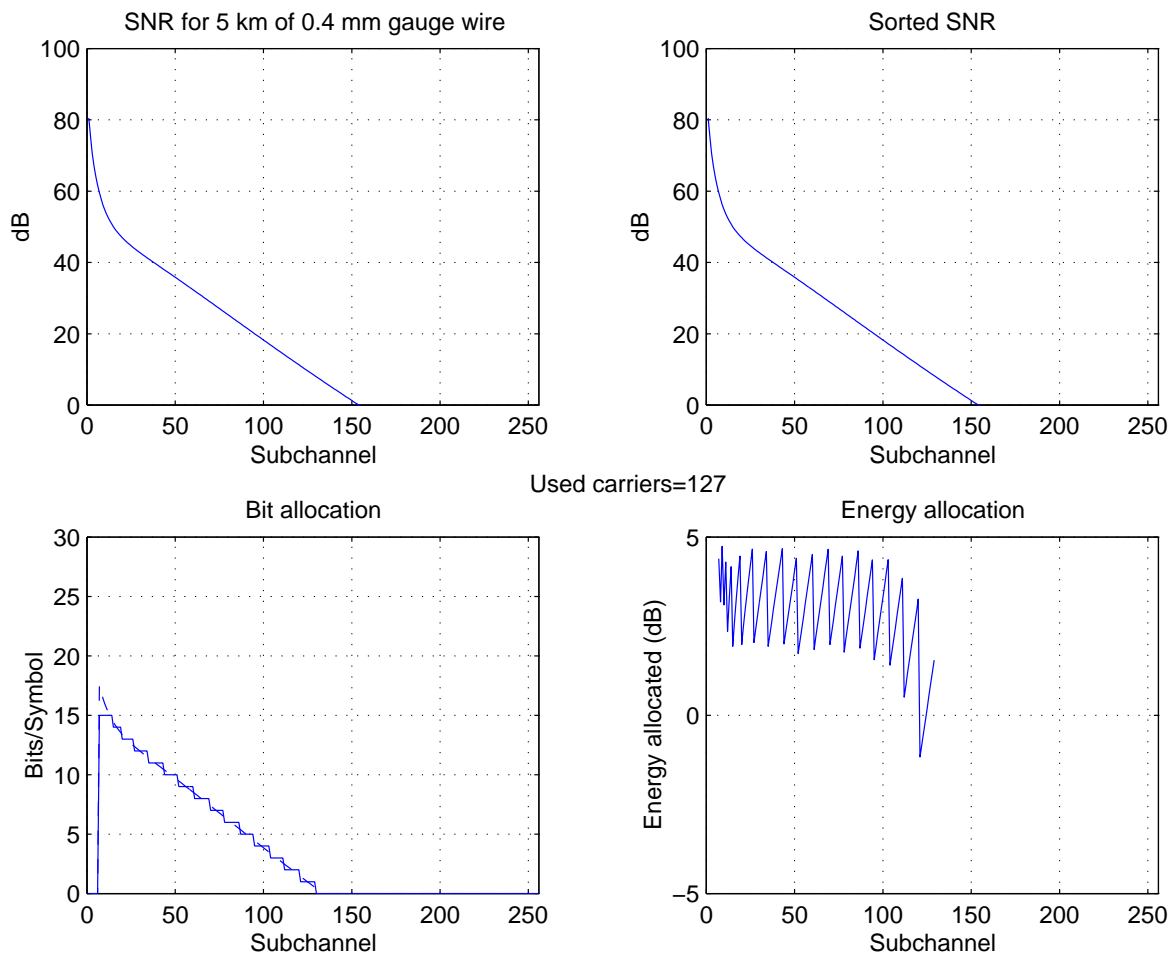 SNR for 5 km of 0.4 mm gauge wire
100
80
60
40
20
0
dB
0 50 100 150 200 250
Subchannel
Sorted SNR
100
80
60
40
20
0
dB
0 50 100 150 200 250
Subchannel
Used carriers=127
Bit allocation
30
25
20
15
10
5
0
Bits/Symbol
0 50 100 150 200 250
Subchannel
Energy allocation
5
0
−5
Energy allocated (dB)
0 50 100 150 200 250
Subchannel